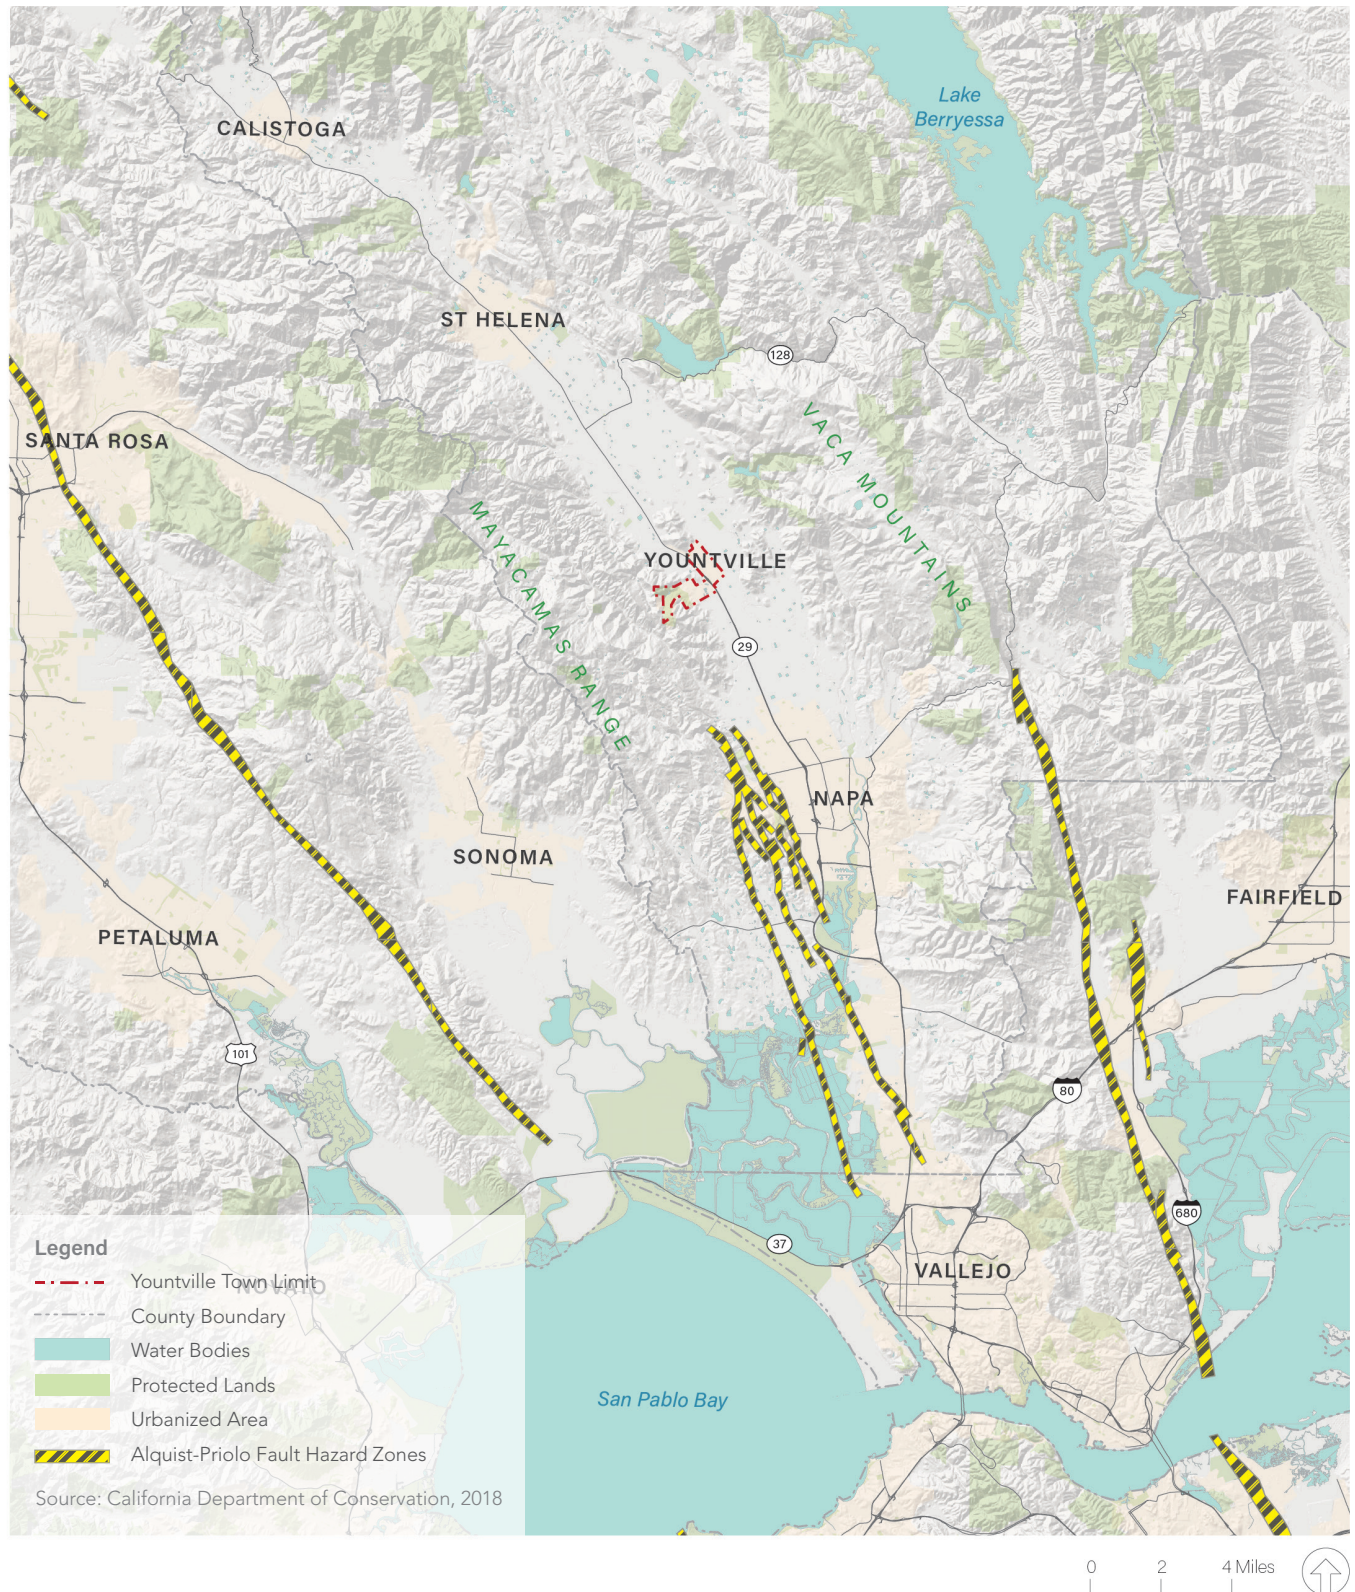 Lake
Berryessa
CALISTOGA
ST HELENA
128
VACA MOUNTAINS
SANTA ROSA
MAYACAMAS RANGE
YOUNTVILLE
29
NAPA
SONOMA
FAIRFIELD
PETALUMA
101
80
680
37
VALLEJO
San Pablo Bay
NOVATO
Legend
Yountville Town Limit
County Boundary
Water Bodies
Protected Lands
Urbanized Area
Alquist-Priolo Fault Hazard Zones
Source: California Department of Conservation, 2018
0 2 4 Miles